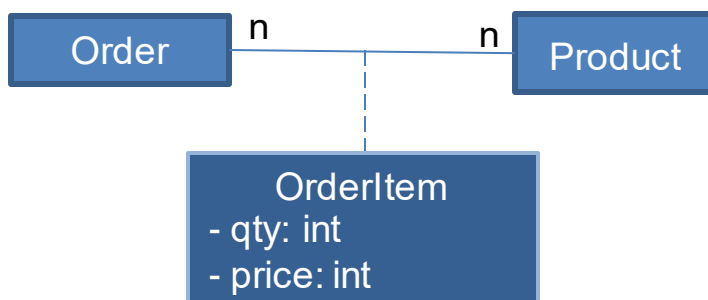 Order
n
n
Product
OrderItem
- qty: int
- price: int